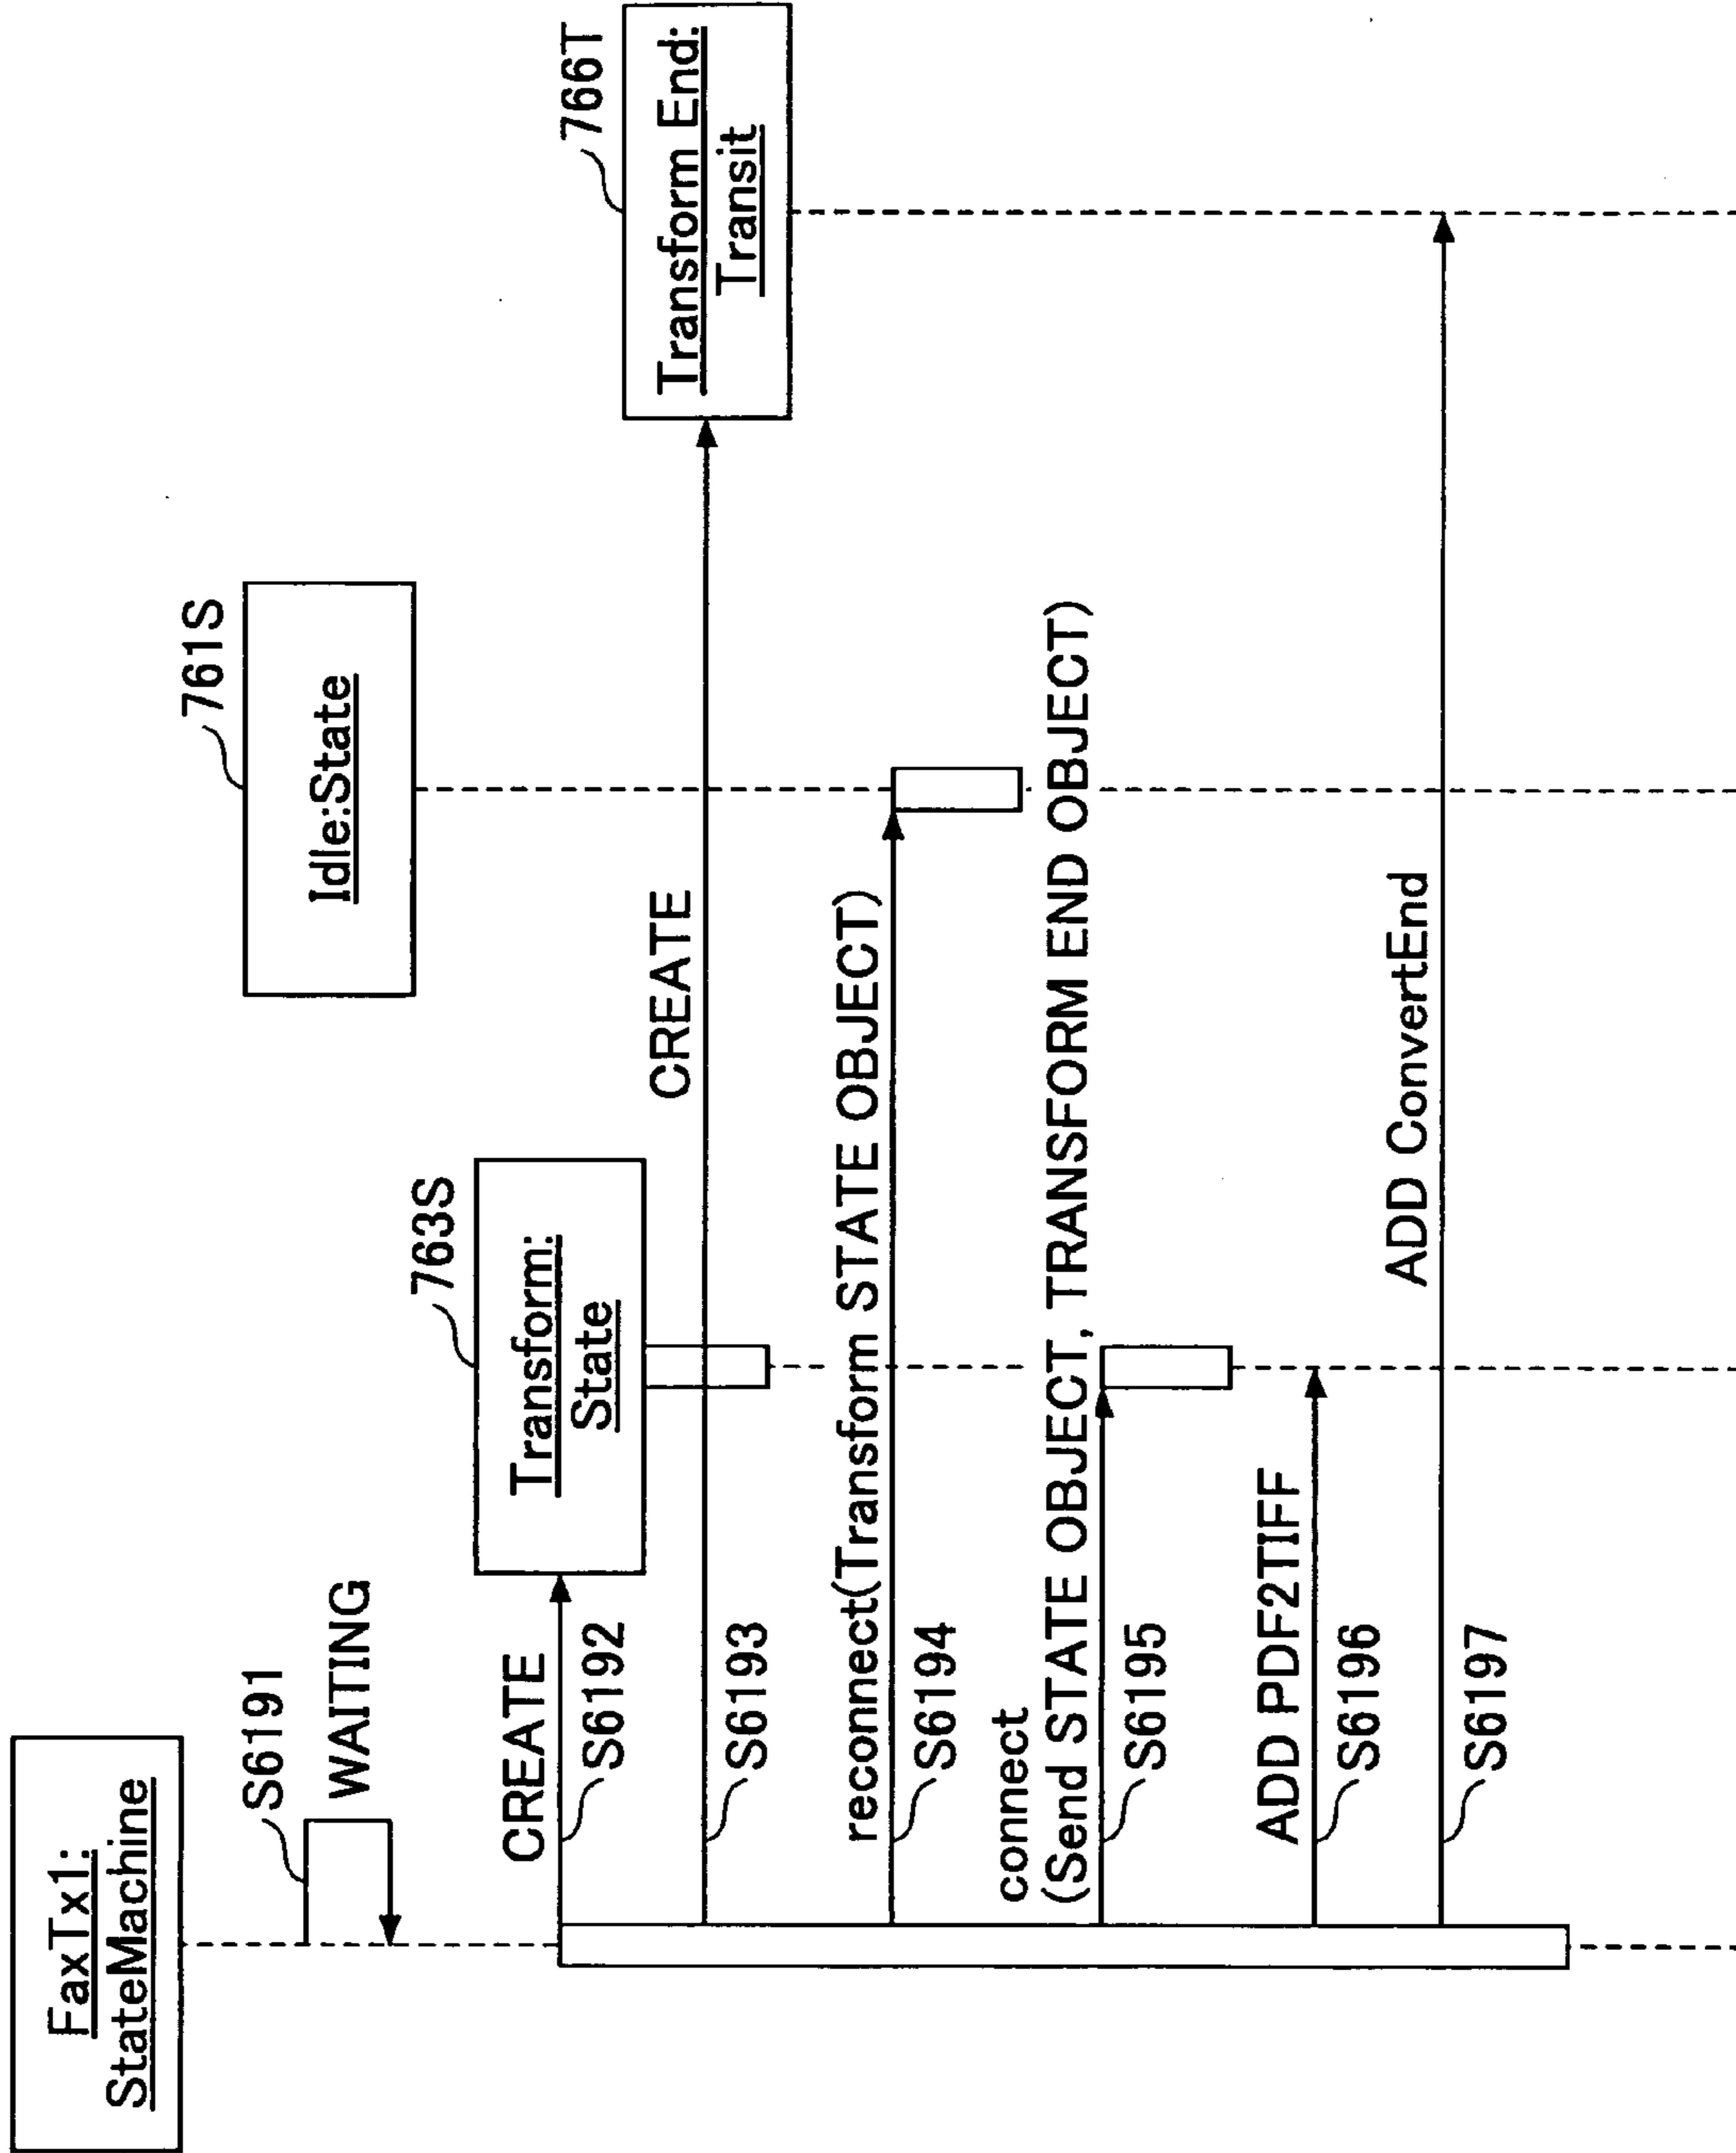 FaxTx1:
StateMachine
S6191
WAITING
761S
Idle:State
763S
Transform:
State
766T
Transform End:
Transit
CREATE
S6192
CREATE
S6193
reconnect(Transform STATE OBJECT)
S6194
connect
(Send STATE OBJECT, TRANSFORM END OBJECT)
S6195
ADD PDF2TIFF
S6196
ADD ConvertEnd
S6197